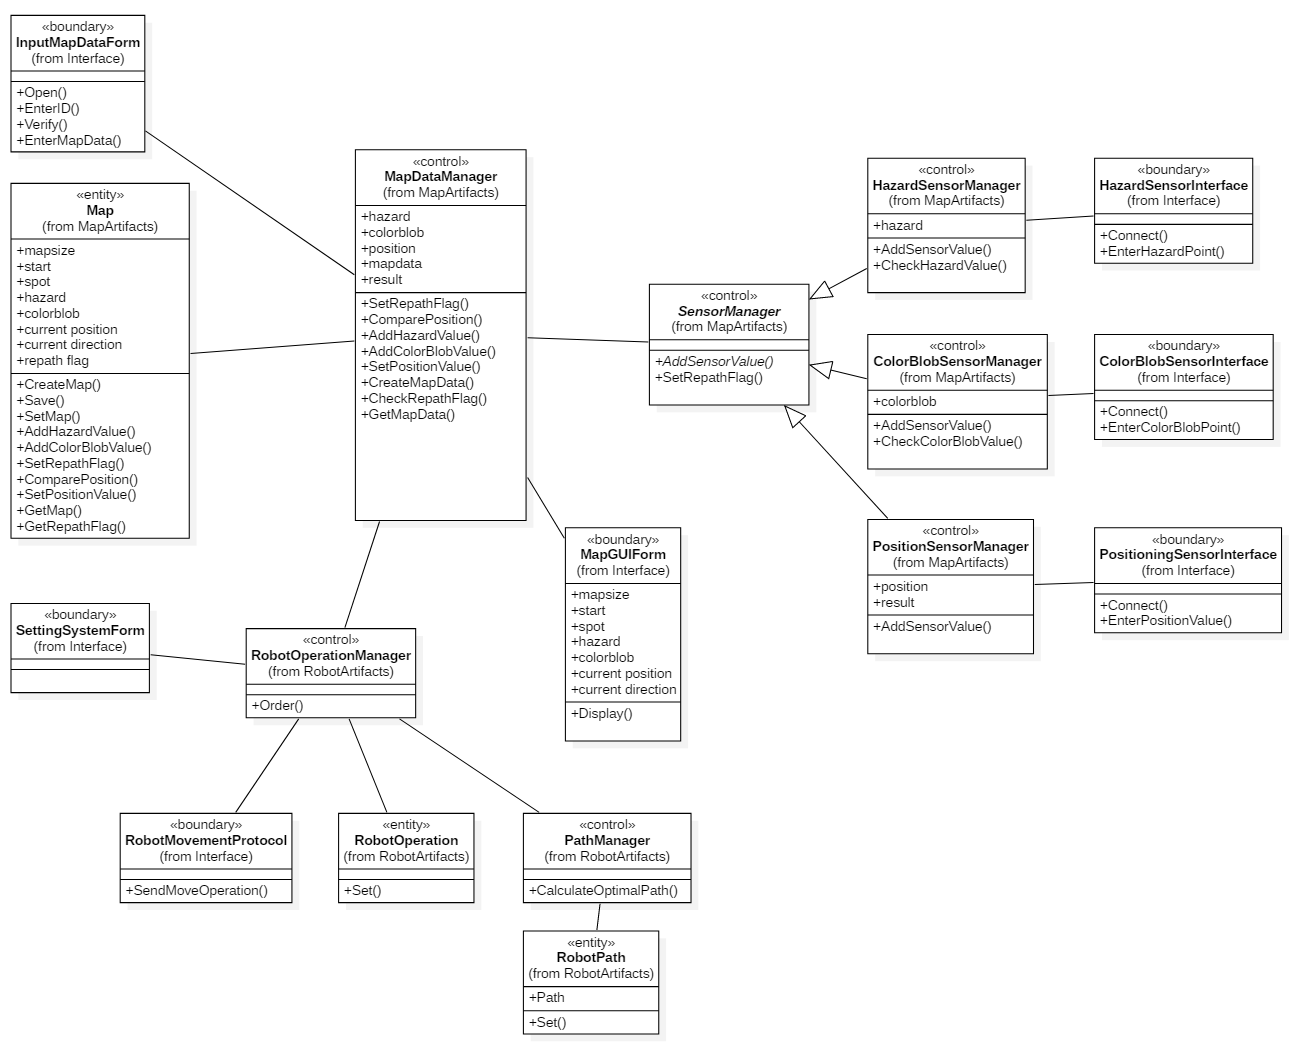 «boundary»
InputMapDataForm
(from Interface)
+Open()
+EnterID()
+Verify()
+EnterMapData()
«entity»
Map
(from MapArtifacts)
+mapsize
+start
+spot
+hazard
+colorblob
+current position
+current direction
+repath flag
+CreateMap()
+Save()
+SetMap()
+AddHazardValue()
+AddColorBlobValue()
+SetRepathFlag()
+ComparePosition()
+SetPositionValue()
+GetMap()
+GetRepathFlag()
«control»
MapDataManager
(from MapArtifacts)
+hazard
+colorblob
+position
+mapdata
+result
+SetRepathFlag()
+ComparePosition()
+AddHazardValue()
+AddColorBlobValue()
+SetPositionValue()
+CreateMapData()
+CheckRepathFlag()
+GetMapData()
«control»
SensorManager
(from MapArtifacts)
+AddSensorValue()
+SetRepathFlag()
«control»
HazardSensorManager
(from MapArtifacts)
+hazard
+AddSensorValue()
+CheckHazardValue()
«boundary»
HazardSensorInterface
(from Interface)
+Connect()
+EnterHazardPoint()
«control»
ColorBlobSensorManager
(from MapArtifacts)
+colorblob
+AddSensorValue()
+CheckColorBlobValue()
«boundary»
ColorBlobSensorInterface
(from Interface)
+Connect()
+EnterColorBlobPoint()
«control»
PositionSensorManager
(from MapArtifacts)
+position
+result
+AddSensorValue()
«boundary»
PositioningSensorInterface
(from Interface)
+Connect()
+EnterPositionValue()
«boundary»
MapGUIForm
(from Interface)
+mapsize
+start
+spot
+hazard
+colorblob
+current position
+current direction
+Display()
«boundary»
SettingSystemForm
(from Interface)
«control»
RobotOperationManager
(from RobotArtifacts)
+Order()
«boundary»
RobotMovementProtocol
(from Interface)
+SendMoveOperation()
«entity»
RobotOperation
(from RobotArtifacts)
+Set()
«control»
PathManager
(from RobotArtifacts)
+CalculateOptimalPath()
«entity»
RobotPath
(from RobotArtifacts)
+Path
+Set()